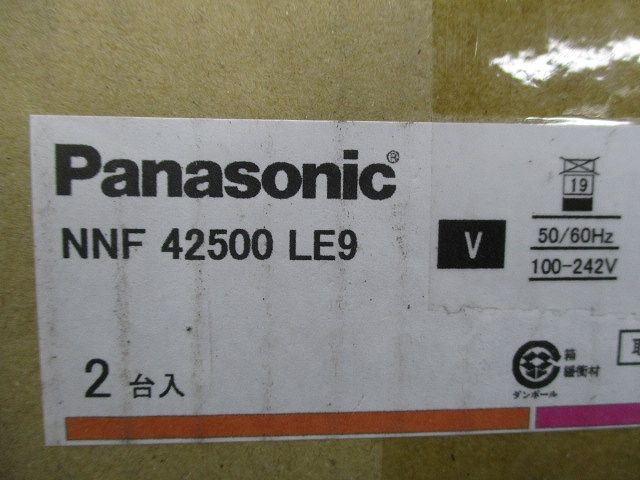 Panasonic®
NNF 42500 LE9
V
19
50/60Hz
100-242V
2 台入
ダンボール
箱
緩衝材